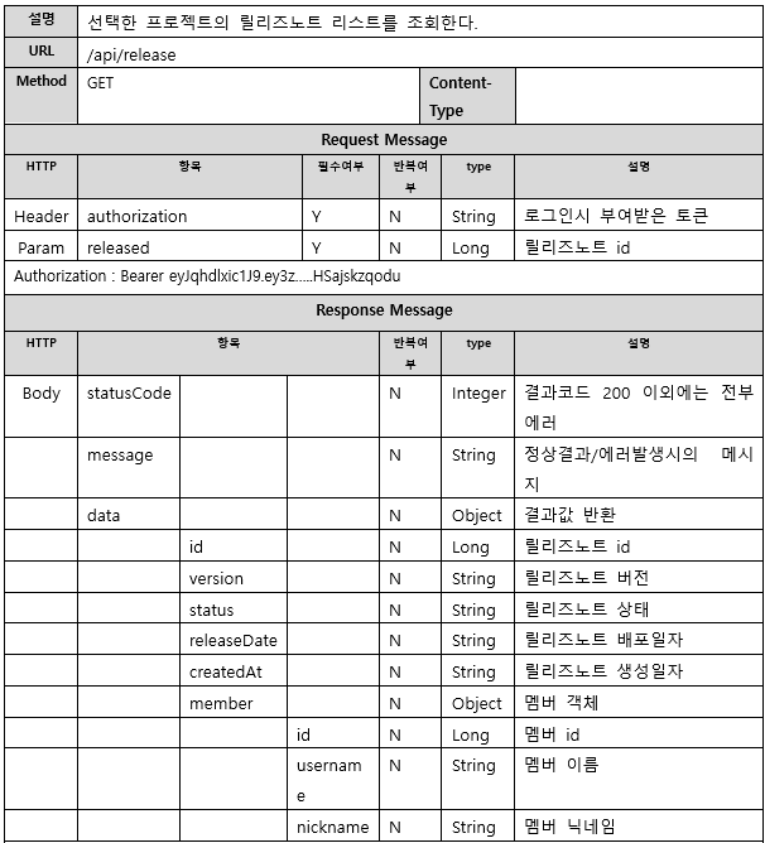 설명 선택한 프로젝트의 릴리즈노트 리스트를 조회한다.
URL /api/release
Method GET Content-
Type
Request Message
HTTP 항목 필수여부 반복여
부 type 설명
Header authorization Y N String 로그인시 부여받은 토큰
Param released Y N Long 릴리즈노트 id
Authorization : Bearer eyJqhdlxic1J9.ey3z.....HSajskzqodu
Response Message
HTTP 항목 반복여
부 type 설명
Body statusCode N Integer 결과코드 200 이외에는 전부
에러
message N String 정상결과/에러발생시의 메시
지
data N Object 결과값 반환
id N Long 릴리즈노트 id
version N String 릴리즈노트 버전
status N String 릴리즈노트 상태
releaseDate N String 릴리즈노트 배포일자
createdAt N String 릴리즈노트 생성일자
member N Object 멤버 객체
id N Long 멤버 id
usernam
e N String 멤버 이름
nickname N String 멤버 닉네임